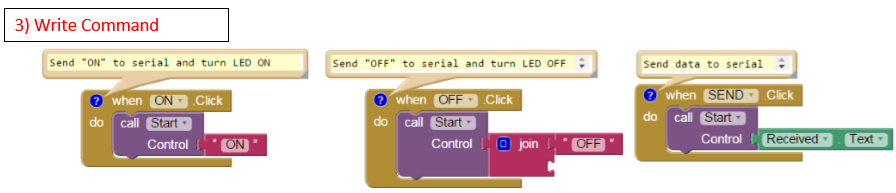 3) Write Command
Send "ON" to serial and turn LED ON
when ON .Click
do call Start
Control " ON "
Send "OFF" to serial and turn LED OFF
when OFF .Click
do call Start
Control join " OFF "
Send data to serial
when SEND .Click
do call Start
Control Received . Text